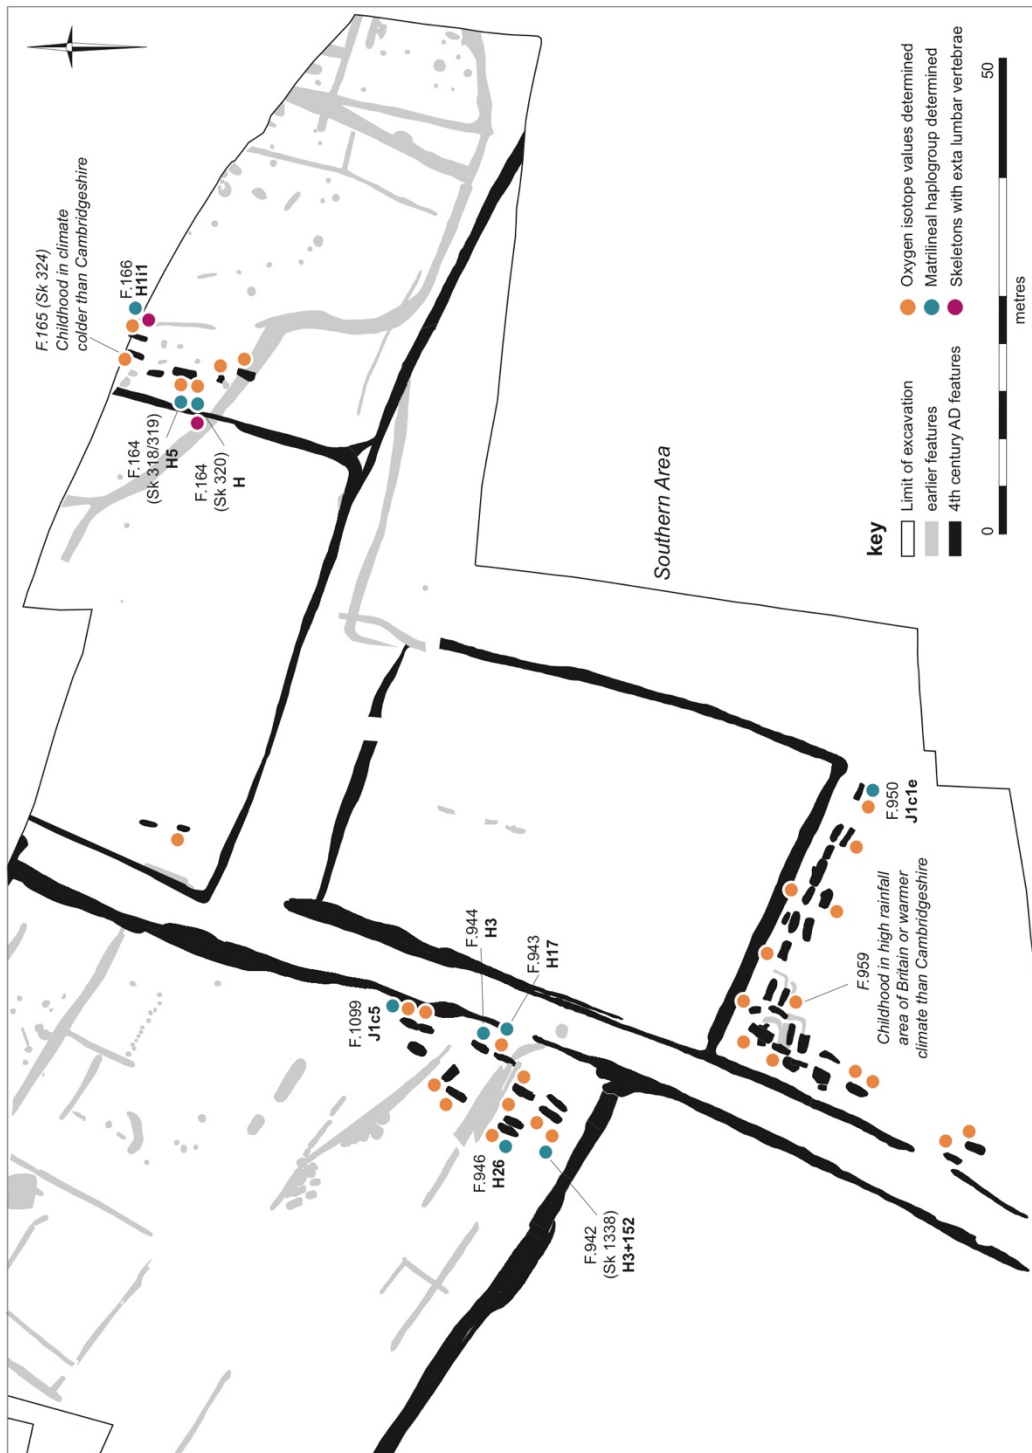 F.165 (Sk 324)
Childhood in climate
colder than Cambridgeshire
F.166
H1i1
F.164
(Sk 318/319)
H5
F.164
(Sk 320)
H
F.1099
J1c5
F.944
H3
F.943
H17
F.946
H26
F.942
(Sk 1338)
H3+152
F.950
J1c1e
F.959
Childhood in high rainfall
area of Britain or warmer
climate than Cambridgeshire
Southern Area
key
Limit of excavation
earlier features
4th century AD features
Oxygen isotope values determined
Matrilineal haplogroup determined
Skeletons with exta lumbar vertebrae
0
50
metres